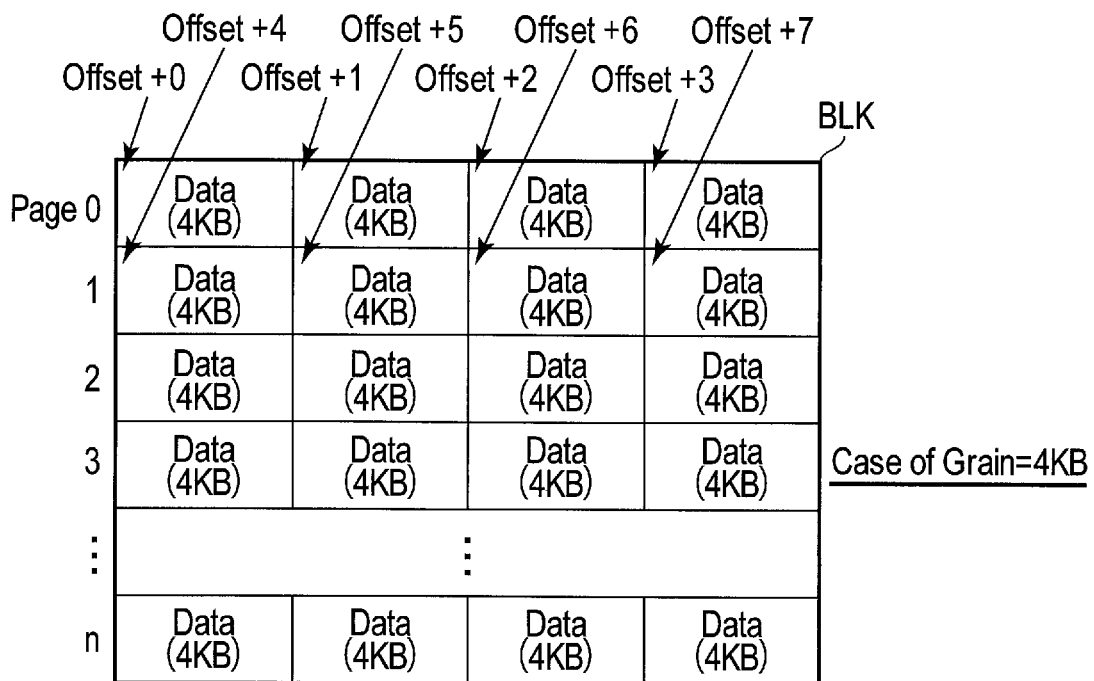 Offset +4 Offset +5 Offset +6 Offset +7
Offset +0 Offset +1 Offset +2 Offset +3
BLK
Page 0 Data (4KB) Data (4KB) Data (4KB) Data (4KB)
1 Data (4KB) Data (4KB) Data (4KB) Data (4KB)
2 Data (4KB) Data (4KB) Data (4KB) Data (4KB)
3 Data (4KB) Data (4KB) Data (4KB) Data (4KB)
Case of Grain=4KB
⋮ ⋮
n Data (4KB) Data (4KB) Data (4KB) Data (4KB)